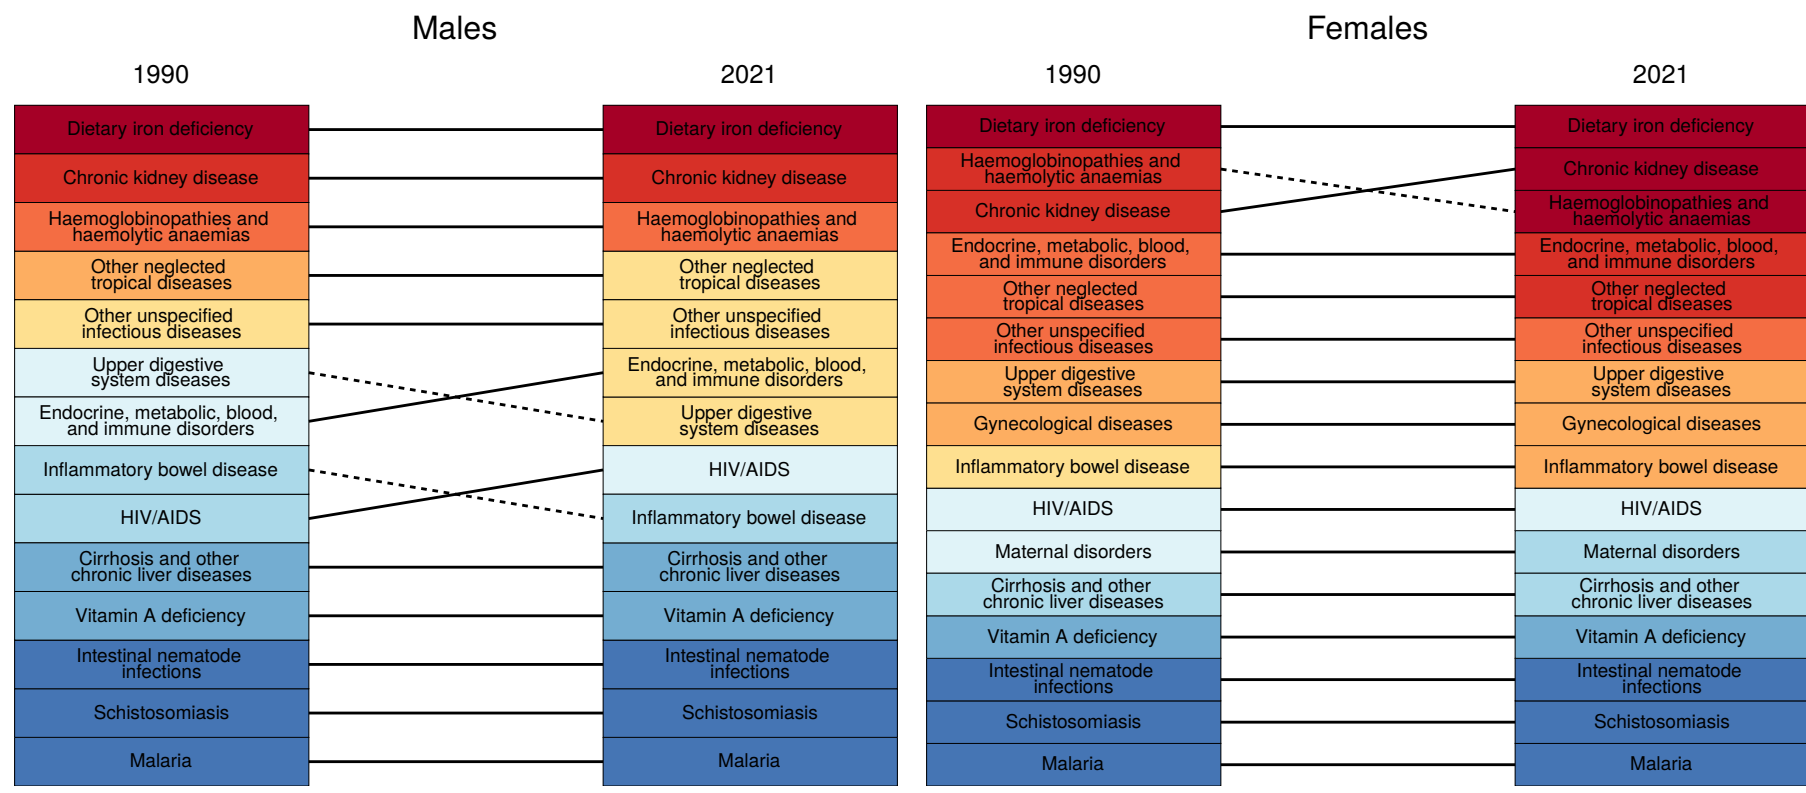 Males
1990
2021
Dietary iron deficiency
Chronic kidney disease
Haemoglobinopathies and
haemolytic anaemias
Other neglected
tropical diseases
Other unspecified
infectious diseases
Upper digestive
system diseases
Endocrine, metabolic, blood,
and immune disorders
Inflammatory bowel disease
HIV/AIDS
Cirrhosis and other
chronic liver diseases
Vitamin A deficiency
Intestinal nematode
infections
Schistosomiasis
Malaria
Dietary iron deficiency
Chronic kidney disease
Haemoglobinopathies and
haemolytic anaemias
Other neglected
tropical diseases
Other unspecified
infectious diseases
Endocrine, metabolic, blood,
and immune disorders
Upper digestive
system diseases
HIV/AIDS
Inflammatory bowel disease
Cirrhosis and other
chronic liver diseases
Vitamin A deficiency
Intestinal nematode
infections
Schistosomiasis
Malaria
Females
1990
2021
Dietary iron deficiency
Haemoglobinopathies and
haemolytic anaemias
Chronic kidney disease
Endocrine, metabolic, blood,
and immune disorders
Other neglected
tropical diseases
Other unspecified
infectious diseases
Upper digestive
system diseases
Gynecological diseases
Inflammatory bowel disease
HIV/AIDS
Maternal disorders
Cirrhosis and other
chronic liver diseases
Vitamin A deficiency
Intestinal nematode
infections
Schistosomiasis
Malaria
Dietary iron deficiency
Chronic kidney disease
Haemoglobinopathies and
haemolytic anaemias
Endocrine, metabolic, blood,
and immune disorders
Other neglected
tropical diseases
Other unspecified
infectious diseases
Upper digestive
system diseases
Gynecological diseases
Inflammatory bowel disease
HIV/AIDS
Maternal disorders
Cirrhosis and other
chronic liver diseases
Vitamin A deficiency
Intestinal nematode
infections
Schistosomiasis
Malaria